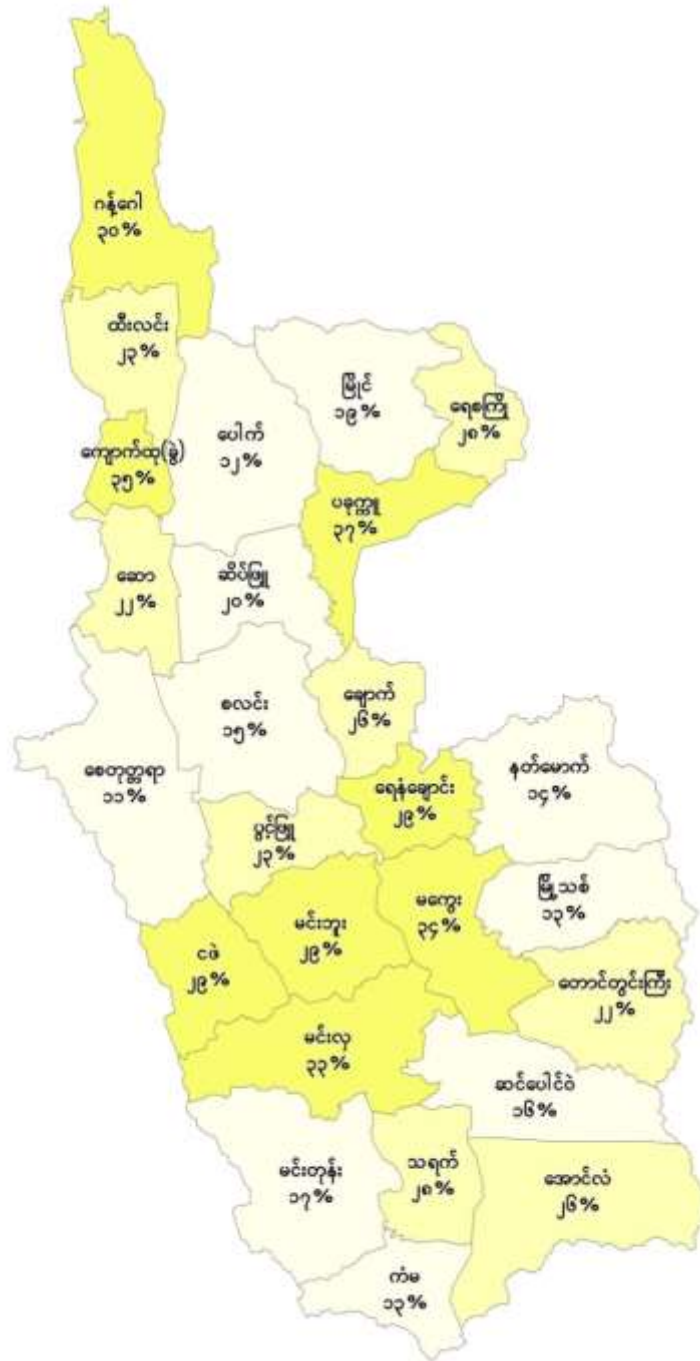 ဂန့်ဂေါ
၃၀%
ထီးလင်း
၂၃%
မြိုင်
၁၉%
ရေစကြို
၂၈%
ပေါက်
၁၂%
ကျောက်ထု(ခွဲ)
၃၅%
ပခုက္ကူ
၃၇%
ဆော
၂၂%
ဆိပ်ဖြူ
၂၀%
ချောက်
၂၆%
စလင်း
၁၅%
စေတုတ္တရာ
၁၁%
နတ်မောက်
၁၄%
ရေနံချောင်း
၂၉%
ပွင့်ဖြူ
၂၃%
မြို့သစ်
၁၃%
မကွေး
၃၄%
မင်းဘူး
၂၉%
ငဖဲ
၂၉%
တောင်တွင်းကြီး
၂၂%
မင်းလှ
၃၃%
ဆင်ပေါင်ဝဲ
၁၆%
မင်းတုန်း
၁၇%
သရက်
၂၈%
အောင်လံ
၂၆%
ကံမ
၁၃%